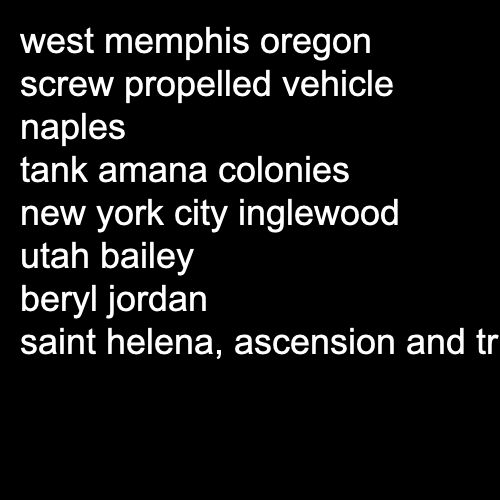 west memphis oregon
screw propelled vehicle
naples
tank amana colonies
new york city inglewood
utah bailey
beryl jordan
saint helena, ascension and tr